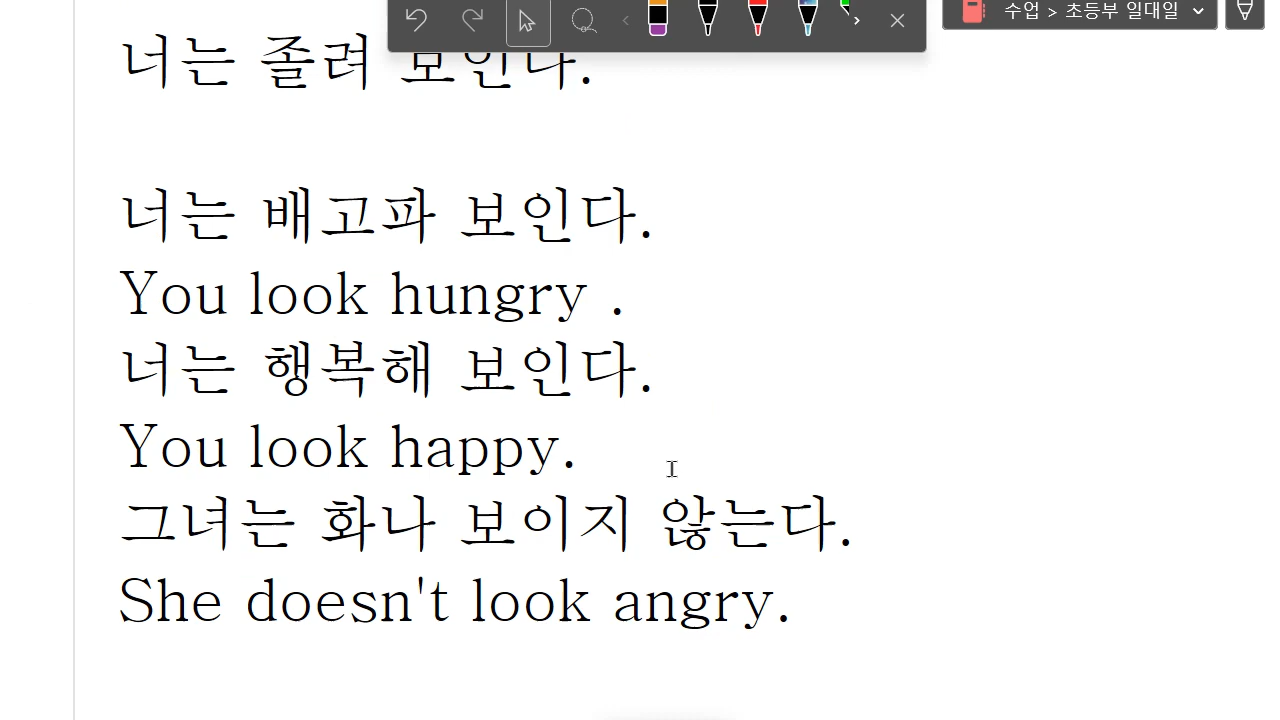 수업 > 초등부 일대일
너는 졸려 보인다.
너는 배고파 보인다.
You look hungry .
너는 행복해 보인다.
You look happy.
그녀는 화나 보이지 않는다.
She doesn't look angry.